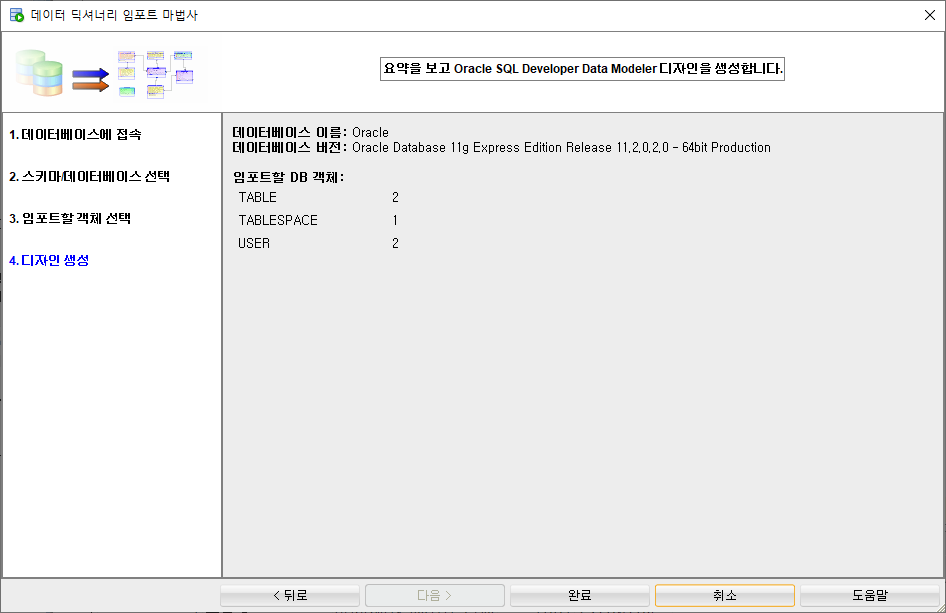 데이터 딕셔너리 임포트 마법사
요약을 보고 Oracle SQL Developer Data Modeler 디자인을 생성합니다.
1. 데이터베이스에 접속
2. 스키마/데이터베이스 선택
3. 임포트할 객체 선택
4. 디자인 생성
데이터베이스 이름: Oracle
데이터베이스 버전: Oracle Database 11g Express Edition Release 11.2.0.2.0 - 64bit Production
임포트할 DB 객체:
TABLE 2
TABLESPACE 1
USER 2
< 뒤로 다음 > 완료 취소 도움말